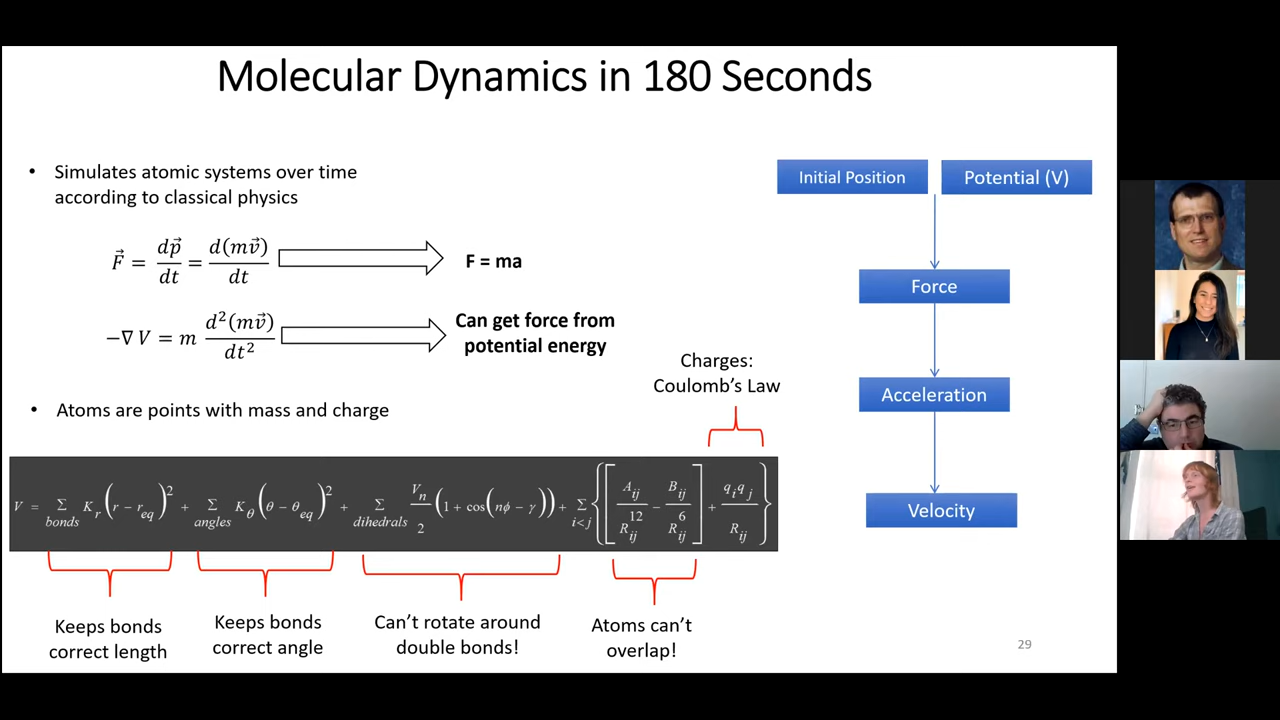 Molecular Dynamics in 180 Seconds
• Simulates atomic systems over time
according to classical physics
F⃗ = dp⃗/dt = d(mv⃗)/dt
F = ma
−∇ V = m d²(mv⃗)/dt²
Can get force from
potential energy
Charges:
Coulomb's Law
• Atoms are points with mass and charge
V = Σ bonds K_r (r − r_eq)² + Σ angles K_θ (θ − θ_eq)² + Σ dihedrals V_n/2 (1 + cos(nϕ − γ)) + Σ i<j {[A_ij/R_ij^12 − B_ij/R_ij^6] + q_i q_j/R_ij}
Keeps bonds
correct length
Keeps bonds
correct angle
Can't rotate around
double bonds!
Atoms can't
overlap!
Initial Position
Potential (V)
Force
Acceleration
Velocity
29